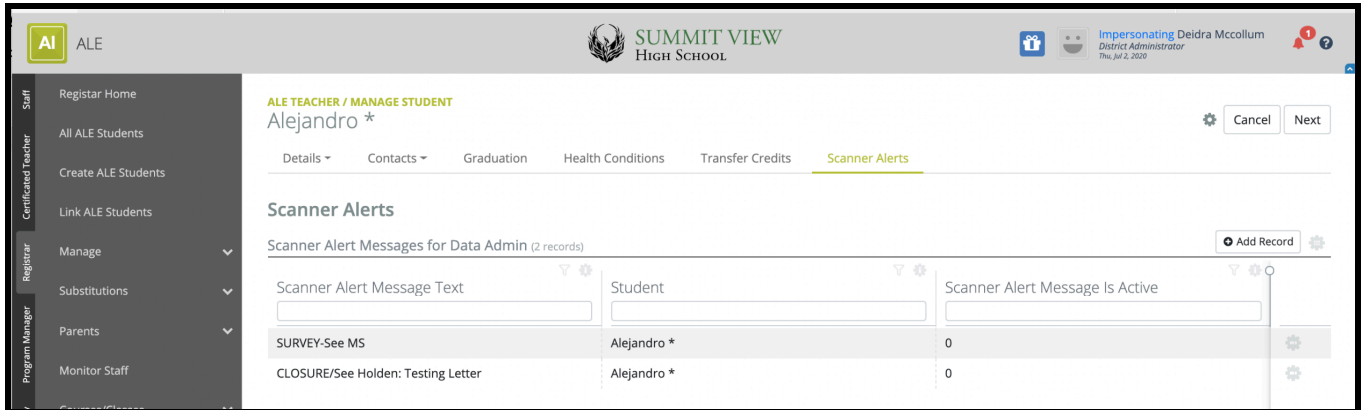 AI ALE
SUMMIT VIEW
HIGH SCHOOL
Impersonating Deidra Mccollum
District Administrator
Thu, Jul 2, 2020
1
?
Staff
Certificated Teacher
Registrar
Program Manager
Registar Home
All ALE Students
Create ALE Students
Link ALE Students
Manage
Substitutions
Parents
Monitor Staff
Courses/Classes
ALE TEACHER / MANAGE STUDENT
Alejandro *
Cancel Next
Details Contacts Graduation Health Conditions Transfer Credits Scanner Alerts
Scanner Alerts
Scanner Alert Messages for Data Admin (2 records)
Add Record
Scanner Alert Message Text Student Scanner Alert Message Is Active
SURVEY-See MS Alejandro * 0
CLOSURE/See Holden: Testing Letter Alejandro * 0